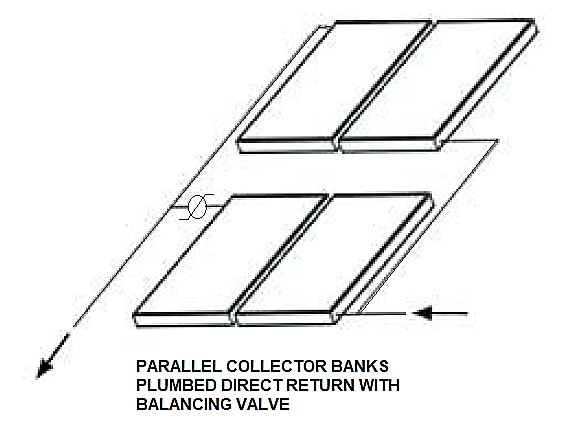 PARALLEL COLLECTOR BANKS
PLUMBED DIRECT RETURN WITH
BALANCING VALVE